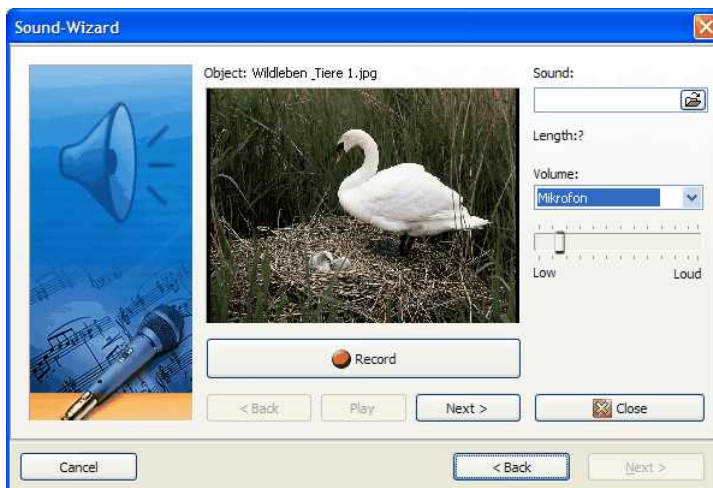 Sound-Wizard
Object: Wildleben _Tiere 1.jpg
Sound:
Length:?
Volume:
Mikrofon
Low Loud
Record
< Back Play Next > Close
Cancel < Back Next >